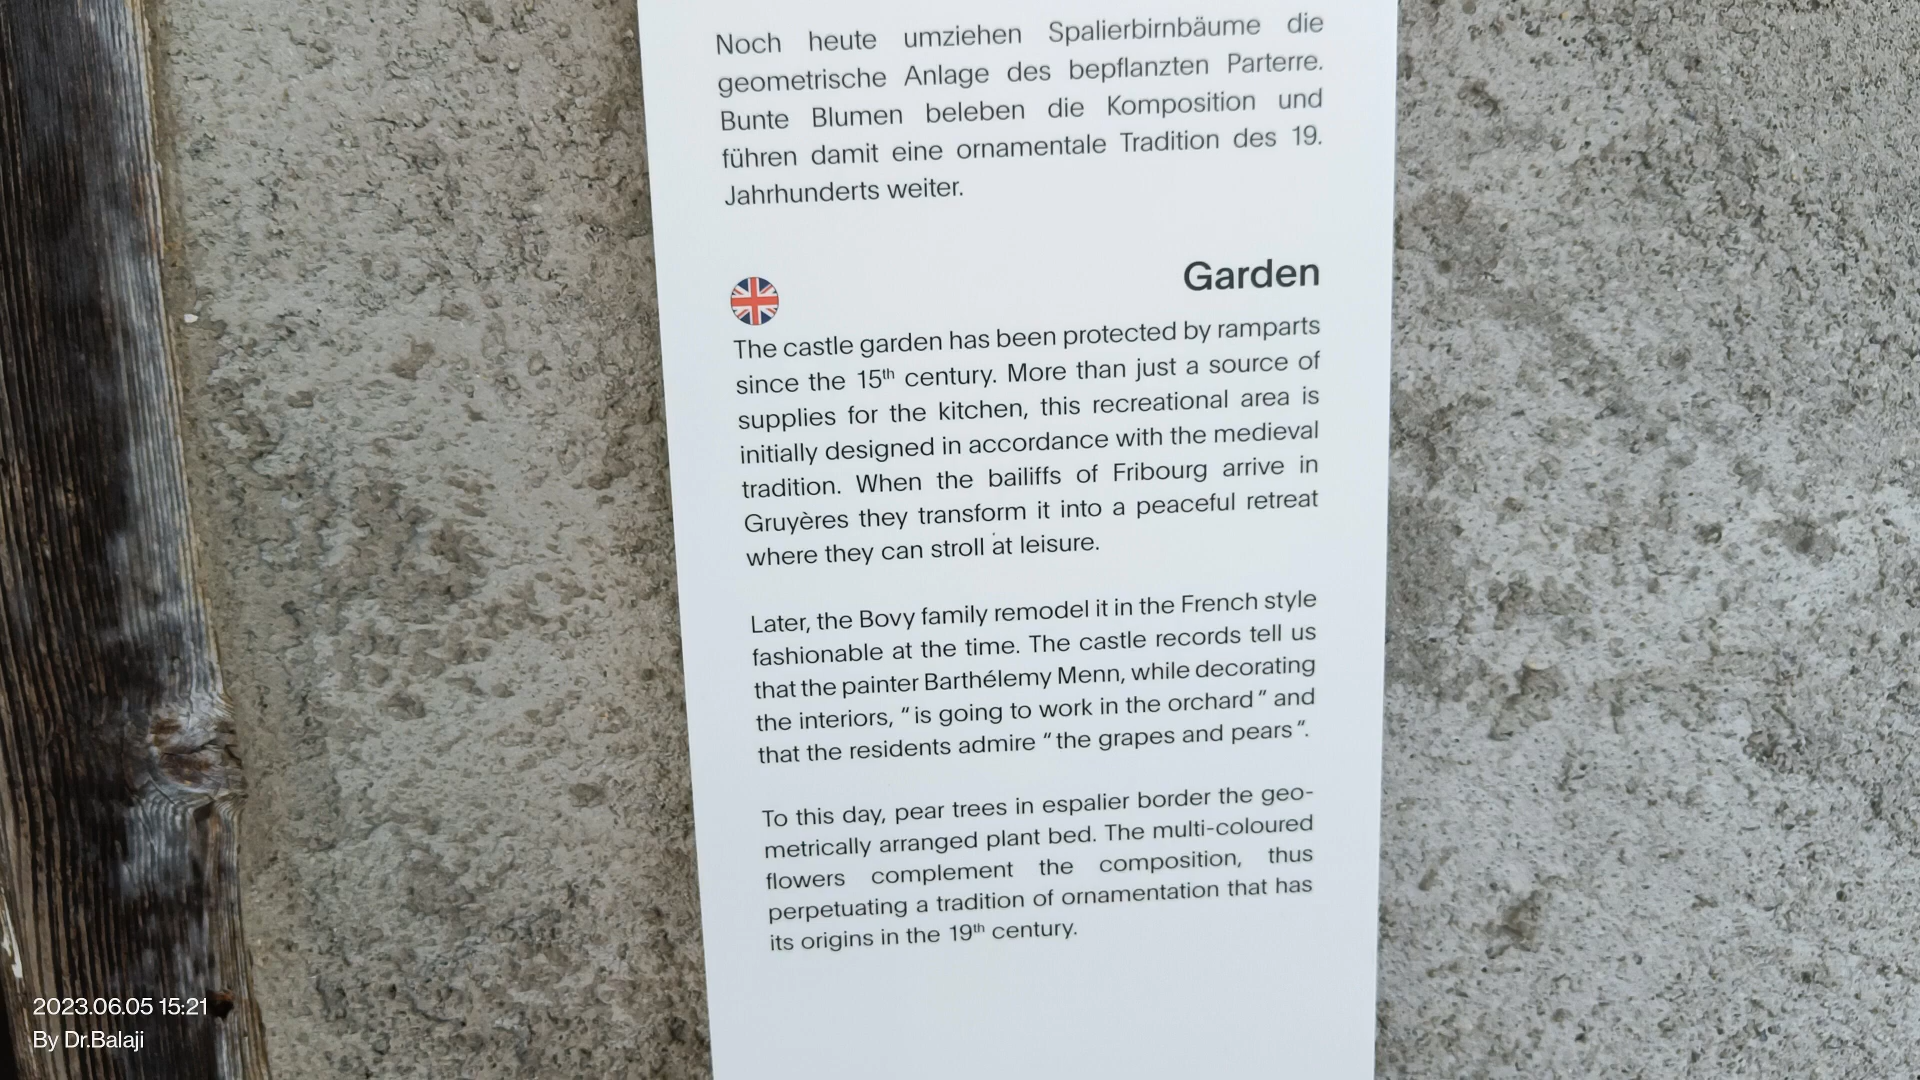 Noch heute umziehen Spalierbirnbäume die
geometrische Anlage des bepflanzten Parterre.
Bunte Blumen beleben die Komposition und
führen damit eine ornamentale Tradition des 19.
Jahrhunderts weiter.
Garden
The castle garden has been protected by ramparts
since the 15th century. More than just a source of
supplies for the kitchen, this recreational area is
initially designed in accordance with the medieval
tradition. When the bailiffs of Fribourg arrive in
Gruyères they transform it into a peaceful retreat
where they can stroll at leisure.
Later, the Bovy family remodel it in the French style
fashionable at the time. The castle records tell us
that the painter Barthélemy Menn, while decorating
the interiors, “is going to work in the orchard” and
that the residents admire “the grapes and pears”.
To this day, pear trees in espalier border the geo-
metrically arranged plant bed. The multi-coloured
flowers complement the composition, thus
perpetuating a tradition of ornamentation that has
its origins in the 19th century.
2023.06.05 15:21
By Dr.Balaji